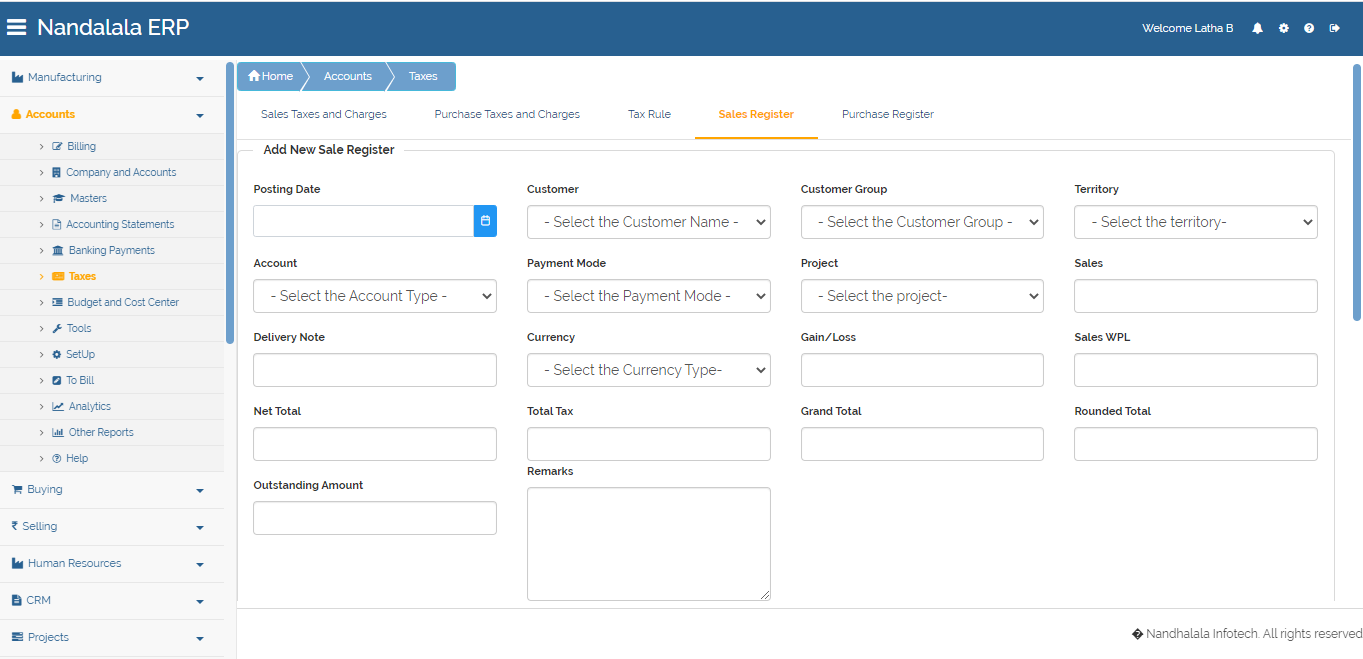 Nandalala ERP
Welcome Latha B
Manufacturing
Accounts
Billing
Company and Accounts
Masters
Accounting Statements
Banking Payments
Taxes
Budget and Cost Center
Tools
SetUp
To Bill
Analytics
Other Reports
Help
Buying
Selling
Human Resources
CRM
Projects
Home Accounts Taxes
Sales Taxes and Charges Purchase Taxes and Charges Tax Rule Sales Register Purchase Register
Add New Sale Register
Posting Date Customer Customer Group Territory
- Select the Customer Name - - Select the Customer Group - - Select the territory-
Account Payment Mode Project Sales
- Select the Account Type - - Select the Payment Mode - - Select the project-
Delivery Note Currency Gain/Loss Sales WPL
- Select the Currency Type-
Net Total Total Tax Grand Total Rounded Total
Remarks
Outstanding Amount
� Nandhalala Infotech. All rights reserved